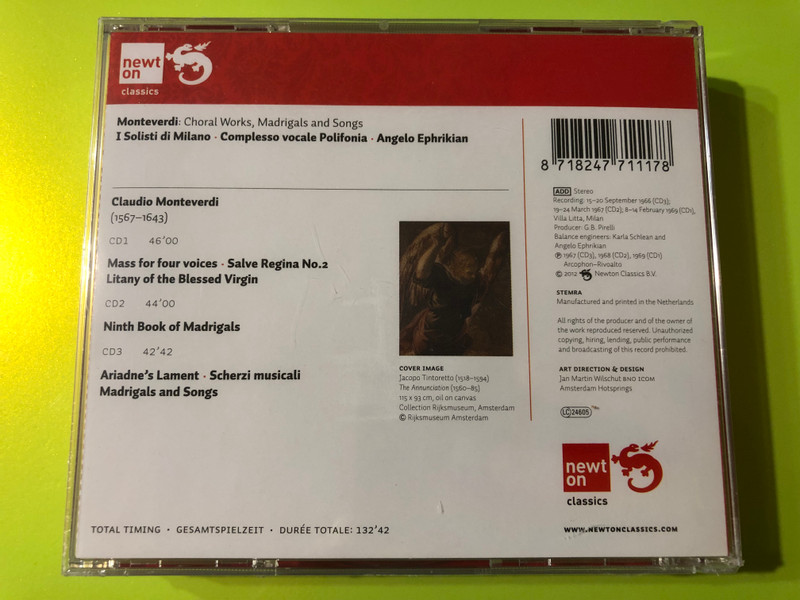 newt
on
classics
Monteverdi: Choral Works, Madrigals and Songs
I Solisti di Milano · Complesso vocale Polifonia · Angelo Ephrikian
Claudio Monteverdi
(1567–1643)
CD1 46'00
Mass for four voices · Salve Regina No.2
Litany of the Blessed Virgin
CD2 44'00
Ninth Book of Madrigals
CD3 42'42
Ariadne's Lament · Scherzi musicali
Madrigals and Songs
COVER IMAGE
Jacopo Tintoretto (1518–1594)
The Annunciation (1560–85)
115 x 93 cm, oil on canvas
Collection Rijksmuseum, Amsterdam
© Rijksmuseum Amsterdam
8 718247 711178
ADD Stereo
Recording: 15–20 September 1966 (CD3);
19–24 March 1967 (CD2); 8–14 February 1969 (CD1),
Villa Litta, Milan
Producer: G.B. Pirelli
Balance engineers: Karla Schlean and
Angelo Ephrikian
℗ 1967 (CD3), 1968 (CD2), 1969 (CD1)
Arcophon–Rivoalto
© 2012 Newton Classics B.V.
STEMRA
Manufactured and printed in the Netherlands
All rights of the producer and of the owner of
the work reproduced reserved. Unauthorized
copying, hiring, lending, public performance
and broadcasting of this record prohibited.
ART DIRECTION & DESIGN
Jan Martin Wilschut BNO ICOM
Amsterdam Hotsprings
LC 24605
newt
on
classics
TOTAL TIMING · GESAMTSPIELZEIT · DURÉE TOTALE: 132'42
WWW.NEWTONCLASSICS.COM